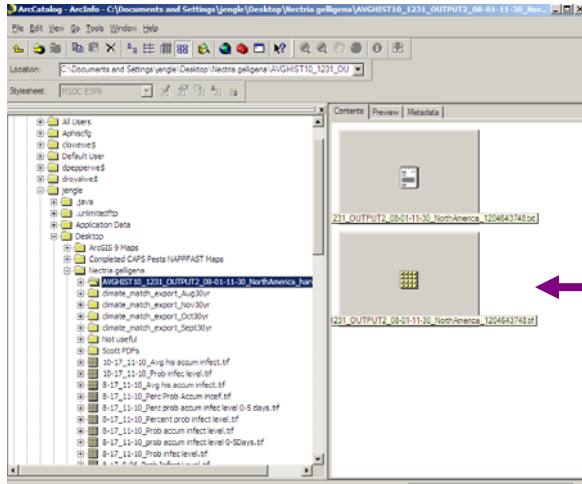 ArcCatalog - ArcInfo - C:\Documents and Settings\jengle\Desktop\Nectria gelligena\AVGHIST10_1231_OUTPUT2_08-01-11-30_Nor...
File Edit View Go Tools Window Help
Location: C:\Documents and Settings\jengle\Desktop\Nectria gelligena\AVGHIST10_1231_OU
Stylesheet: FGDC ESRI
Contents Preview Metadata
All Users
Aphscfg
clowewe$
Default User
dpepperwe$
droyalwe$
jengle
.java
.unlimitedftp
Application Data
Desktop
ArcGIS 9 Maps
Completed CAPS Pests NAPPFAST Maps
Nectria gelligena
AVGHIST10_1231_OUTPUT2_08-01-11-30_NorthAmerica_har
climate_match_export_Aug30yr
climate_match_export_Nov30yr
climate_match_export_Oct30yr
climate_match_export_Sept30yr
Not useful
Scott PDFs
10-17_11-10_Avg his accum infect.tif
10-17_11-10_Prob infec level.tif
8-17_11-10_Avg his accum infect.tif
8-17_11-10_Perc Prob Accum incef.tif
8-17_11-10_Perc prob accum infec level 0-5 days.tif
8-17_11-10_Percent prob infect level.tif
8-17_11-10_Prob accum infect level.tif
8-17_11-10_prob accum infect level 0-5Days.tif
8-17_11-10_Prob infec level.tif
231_OUTPUT2_08-01-11-30_NorthAmerica_1204643748.txt
231_OUTPUT2_08-01-11-30_NorthAmerica_1204643748.tif